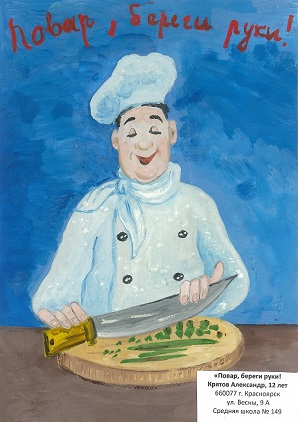 Повар, береги руки!
«Повар, береги руки!
Крятов Александр, 12 лет
660077 г. Красноярск
ул. Весны, 9 А
Средняя школа № 149